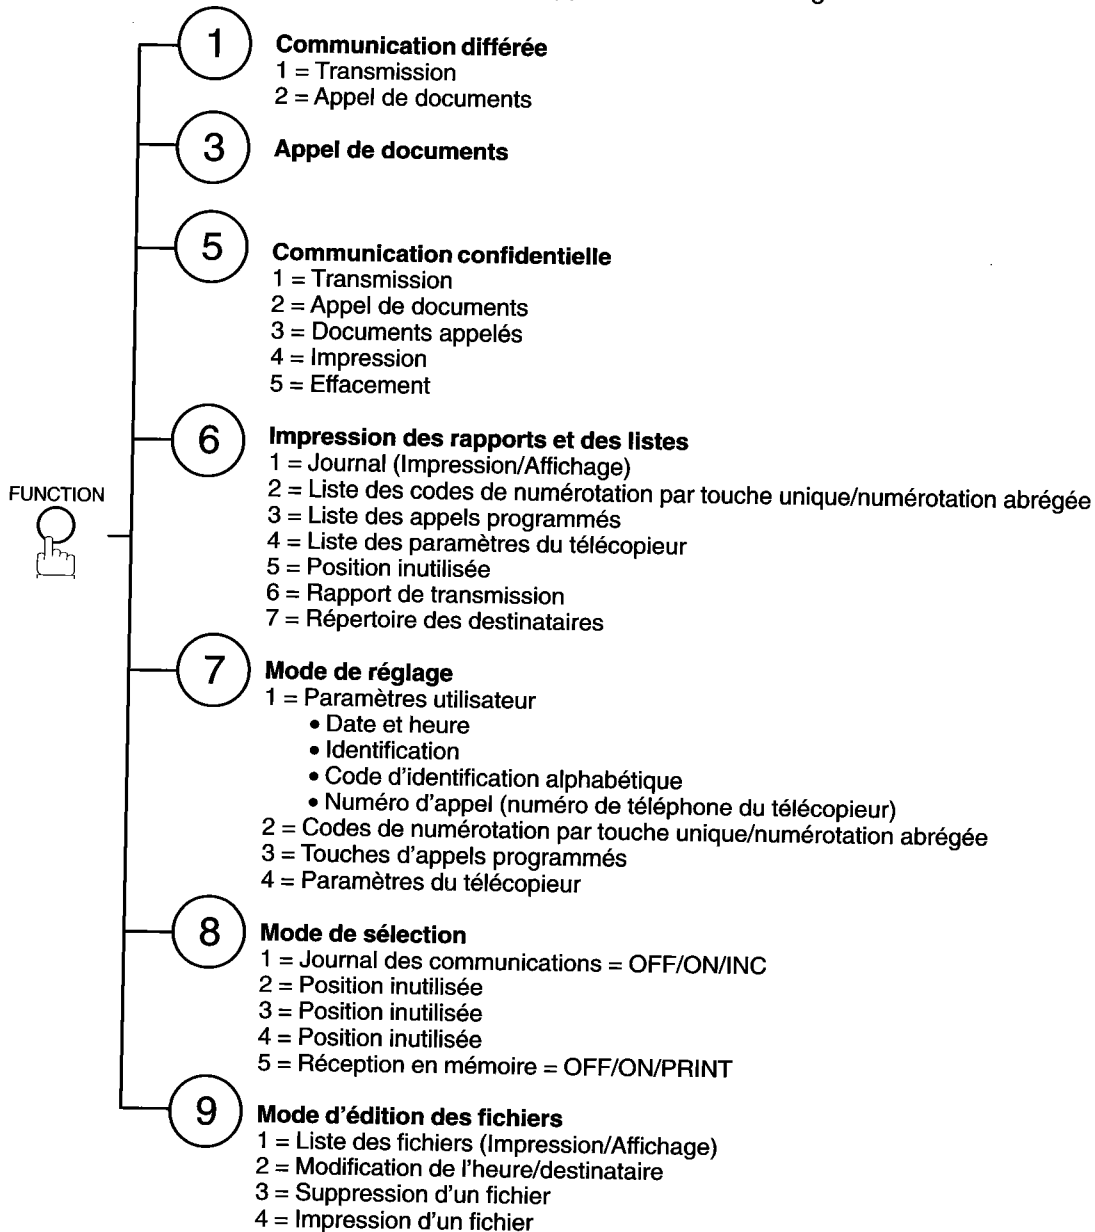 1
Communication différée
1 = Transmission
2 = Appel de documents
3
Appel de documents
5
Communication confidentielle
1 = Transmission
2 = Appel de documents
3 = Documents appelés
4 = Impression
5 = Effacement
6
Impression des rapports et des listes
1 = Journal (Impression/Affichage)
2 = Liste des codes de numérotation par touche unique/numérotation abrégée
3 = Liste des appels programmés
4 = Liste des paramètres du télécopieur
5 = Position inutilisée
6 = Rapport de transmission
7 = Répertoire des destinataires
FUNCTION
7
Mode de réglage
1 = Paramètres utilisateur
• Date et heure
• Identification
• Code d'identification alphabétique
• Numéro d'appel (numéro de téléphone du télécopieur)
2 = Codes de numérotation par touche unique/numérotation abrégée
3 = Touches d'appels programmés
4 = Paramètres du télécopieur
8
Mode de sélection
1 = Journal des communications = OFF/ON/INC
2 = Position inutilisée
3 = Position inutilisée
4 = Position inutilisée
5 = Réception en mémoire = OFF/ON/PRINT
9
Mode d'édition des fichiers
1 = Liste des fichiers (Impression/Affichage)
2 = Modification de l'heure/destinataire
3 = Suppression d'un fichier
4 = Impression d'un fichier